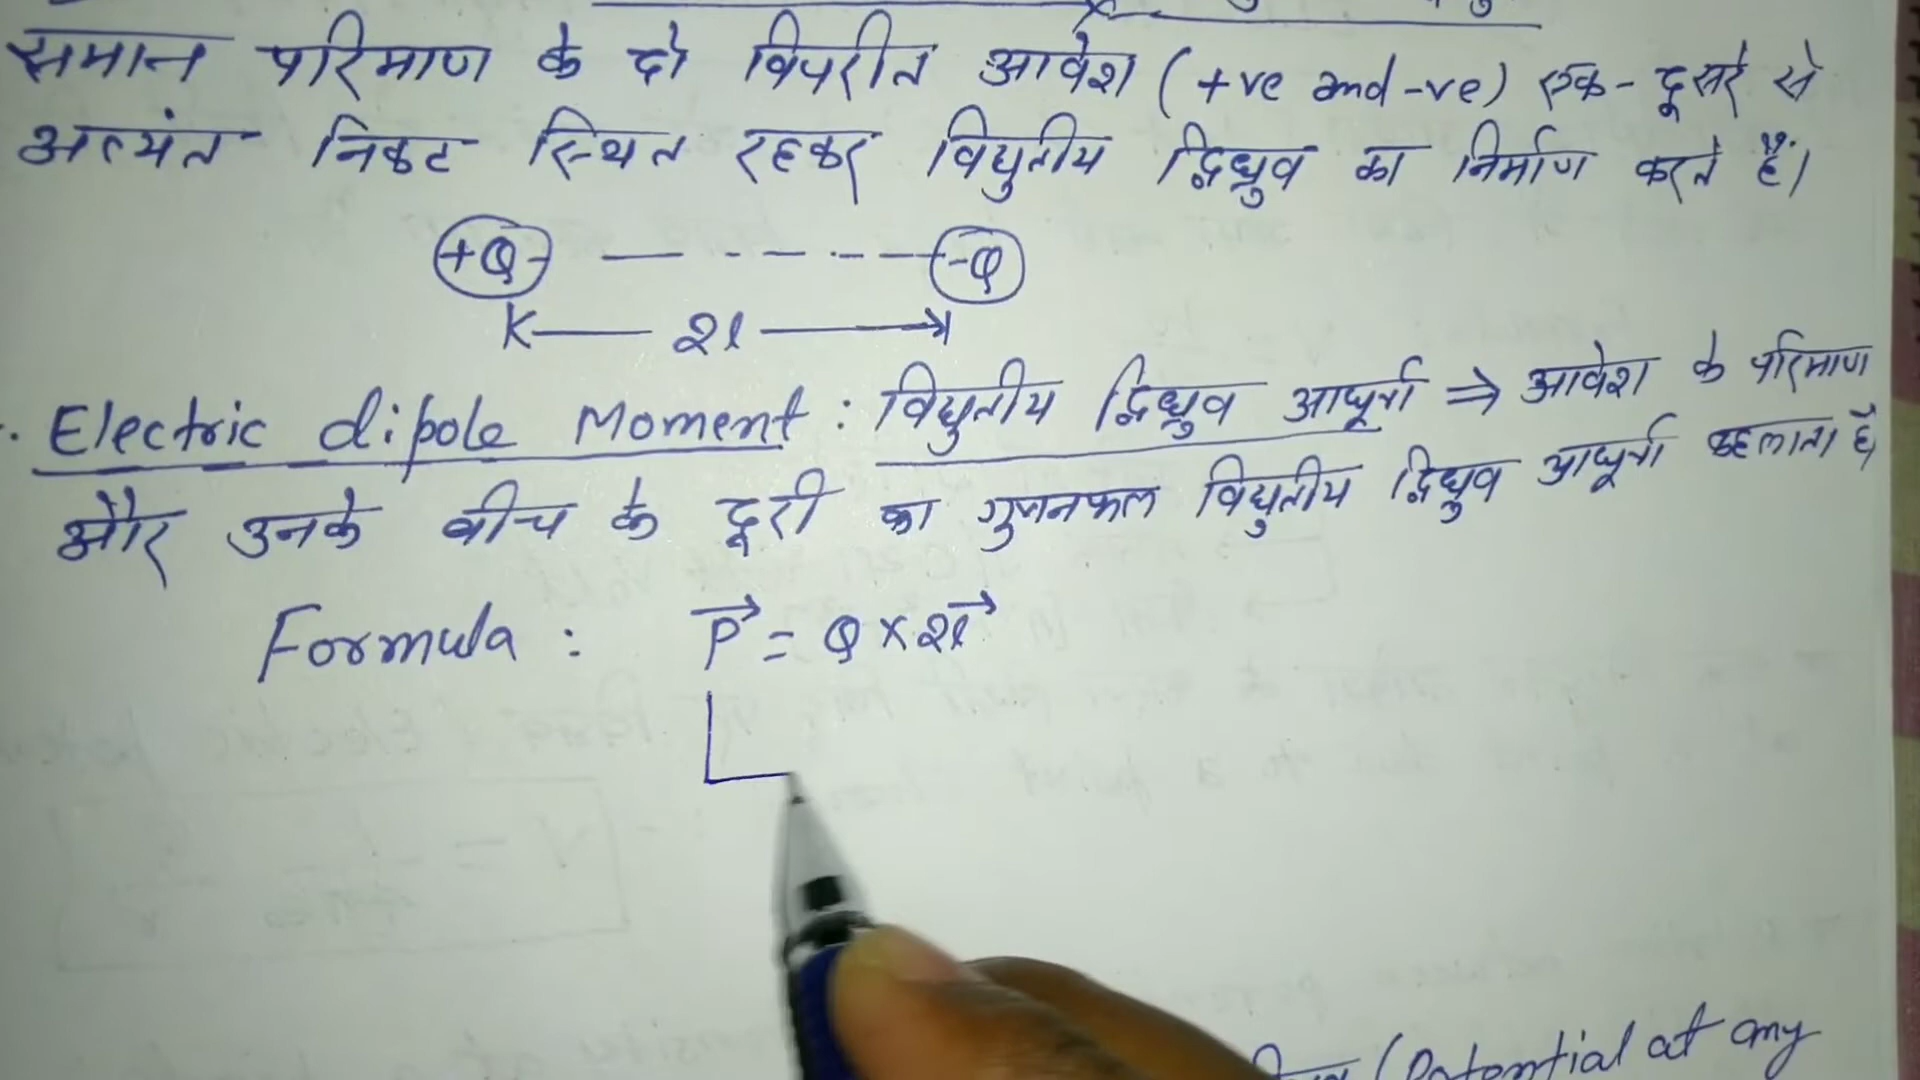 समान परिमाण के दो विपरीत आवेश (+ve and -ve) एक-दूसरे से
अत्यंत निकट स्थित रहकर विद्युतीय द्विध्रुव का निर्माण करते हैं।
+Q -Q
2l
Electric dipole Moment : विद्युतीय द्विध्रुव आघूर्ण ⇒ आवेश के परिमाण
और उनके बीच के दूरी का गुणनफल विद्युतीय द्विध्रुव आघूर्ण कहलाता है
Formula : P⃗ = Q × 2l⃗
(Potential at any